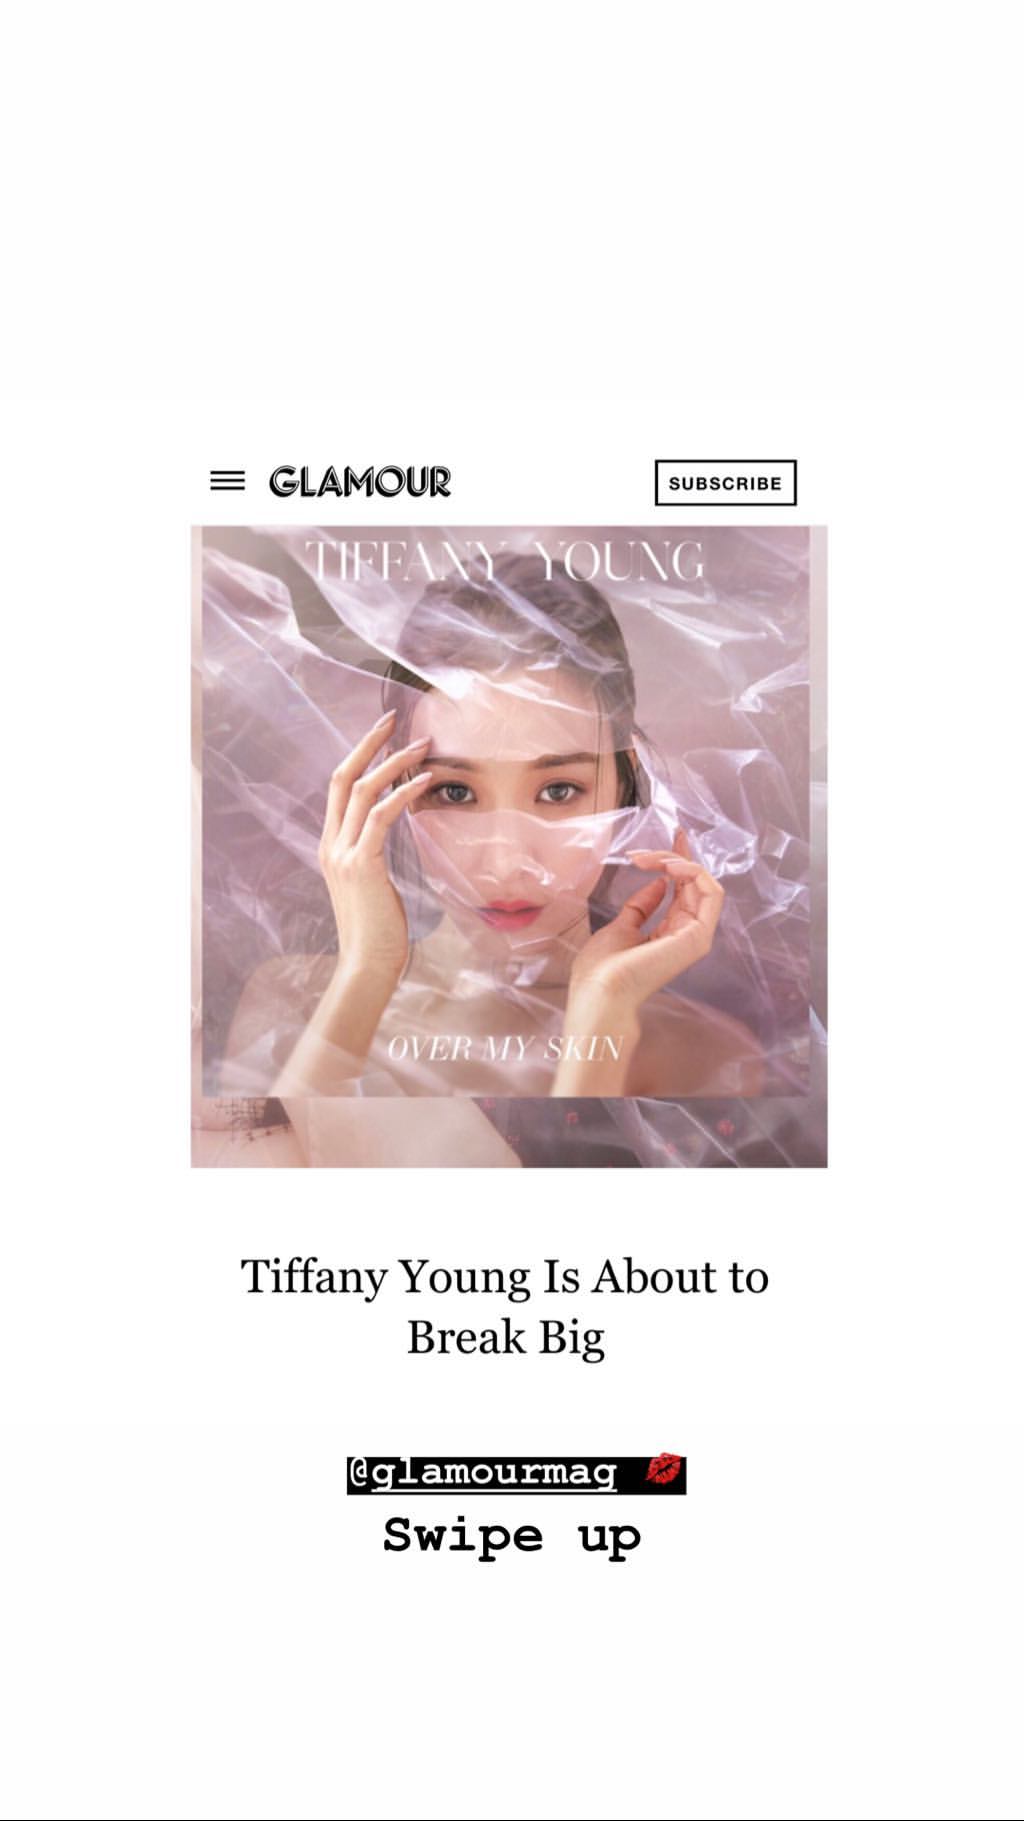 GLAMOUR
SUBSCRIBE
TIFFANY YOUNG
OVER MY SKIN
Tiffany Young Is About to
Break Big
@glamourmag 💋
Swipe up